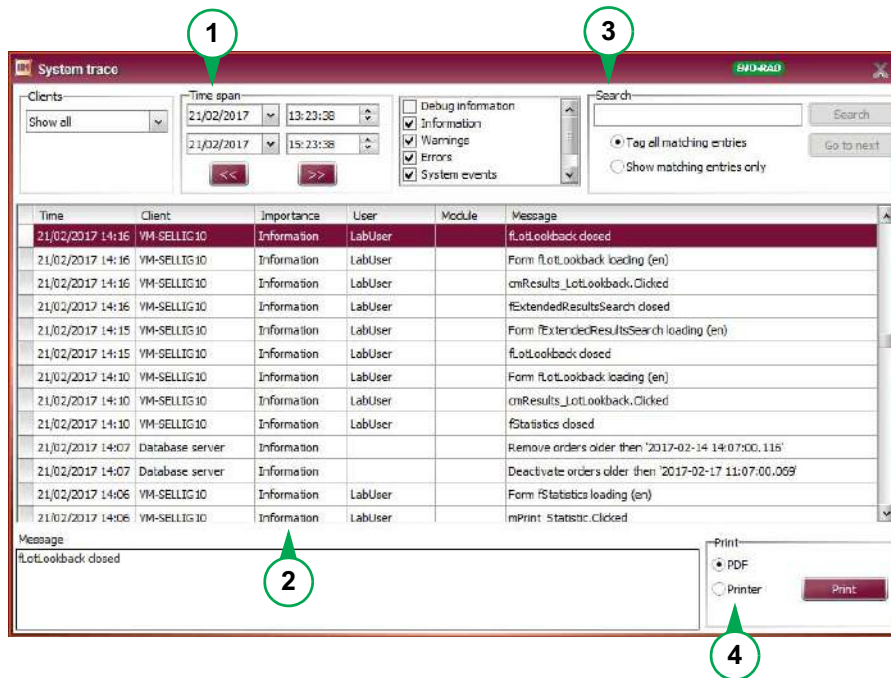 1
3
System trace
BIO-RAD
Clients
Show all
Time span
21/02/2017 13:23:38
21/02/2017 15:23:38
<< >>
Debug information
Information
Warnings
Errors
System events
Search
Search
Tag all matching entries
Go to next
Show matching entries only
Time Client Importance User Module Message
21/02/2017 14:16 VM-SELLIG10 Information LabUser fLotLookback closed
21/02/2017 14:16 VM-SELLIG10 Information LabUser Form fLotLookback loading (en)
21/02/2017 14:16 VM-SELLIG10 Information LabUser cmResults_LotLookback.Clicked
21/02/2017 14:16 VM-SELLIG10 Information LabUser fExtendedResultsSearch closed
21/02/2017 14:15 VM-SELLIG10 Information LabUser Form fExtendedResultsSearch loading (en)
21/02/2017 14:15 VM-SELLIG10 Information LabUser fLotLookback closed
21/02/2017 14:10 VM-SELLIG10 Information LabUser Form fLotLookback loading (en)
21/02/2017 14:10 VM-SELLIG10 Information LabUser cmResults_LotLookback.Clicked
21/02/2017 14:10 VM-SELLIG10 Information LabUser fStatistics closed
21/02/2017 14:07 Database server Information Remove orders older then '2017-02-14 14:07:00.116'
21/02/2017 14:07 Database server Information Deactivate orders older then '2017-02-17 11:07:00.069'
21/02/2017 14:06 VM-SELLIG10 Information LabUser Form fStatistics loading (en)
21/02/2017 14:06 VM-SELLIG10 Information LabUser mPrint_Statistic.Clicked
Message
fLotLookback closed
2
Print
PDF
Printer
Print
4